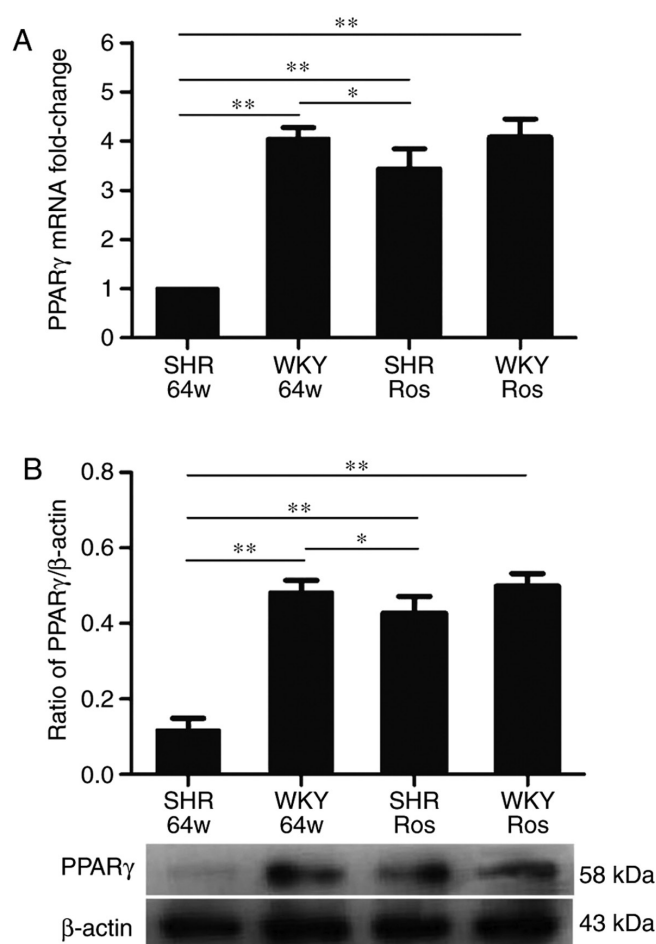 A
PPARγ mRNA fold-change
6
5
4
3
2
1
0
**
**
**
*
SHR
64w
WKY
64w
SHR
Ros
WKY
Ros
B
Ratio of PPARγ/β-actin
0.8
0.6
0.4
0.2
0.0
**
**
**
*
SHR
64w
WKY
64w
SHR
Ros
WKY
Ros
PPARγ
58 kDa
β-actin
43 kDa